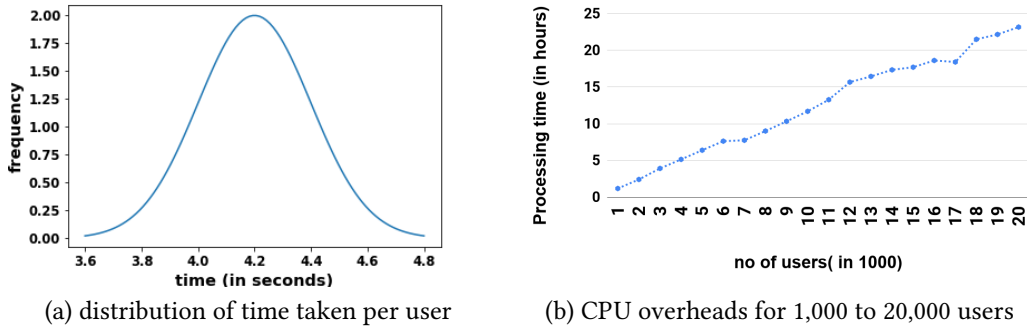 2.00
1.75
1.50
1.25
1.00
0.75
0.50
0.25
0.00
frequency
3.6 3.8 4.0 4.2 4.4 4.6 4.8
time (in seconds)
(a) distribution of time taken per user
25
20
15
10
5
0
Processing time (in hours)
1 2 3 4 5 6 7 8 9 10 11 12 13 14 15 16 17 18 19 20
no of users( in 1000)
(b) CPU overheads for 1,000 to 20,000 users